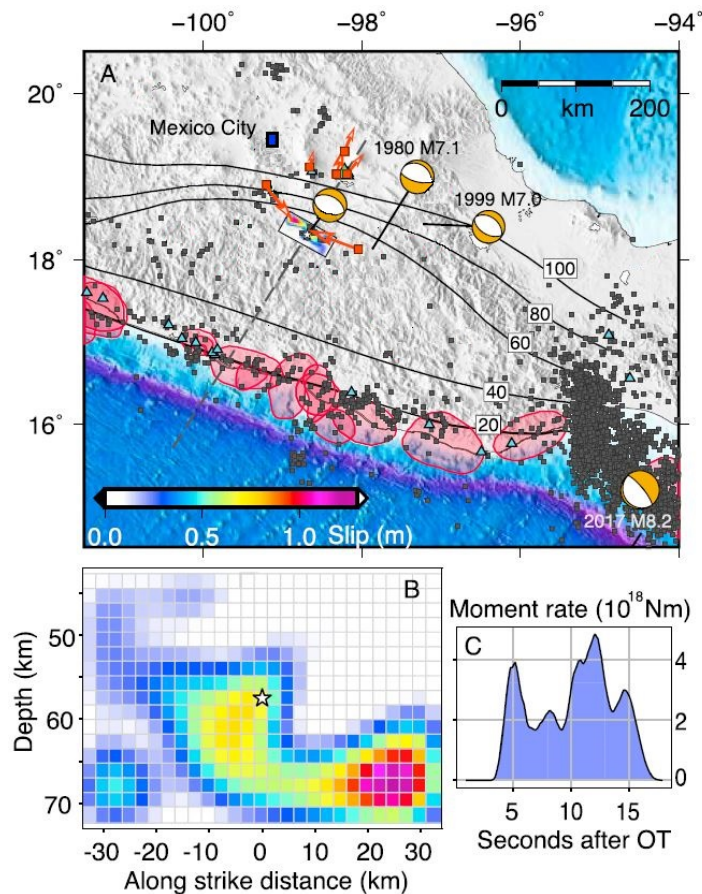 −100˚ −98˚ −96˚ −94
20˚
18˚
16˚
A
0 km 200
Mexico City
1980 M7.1
1999 M7.0
100
80
60
40
20
2017 M8.2
0.0 0.5 1.0 Slip (m)
B
Depth (km)
50
60
70
-30 -20 -10 0 10 20 30
Along strike distance (km)
Moment rate (10¹⁸Nm)
C
4
2
0
5 10 15
Seconds after OT